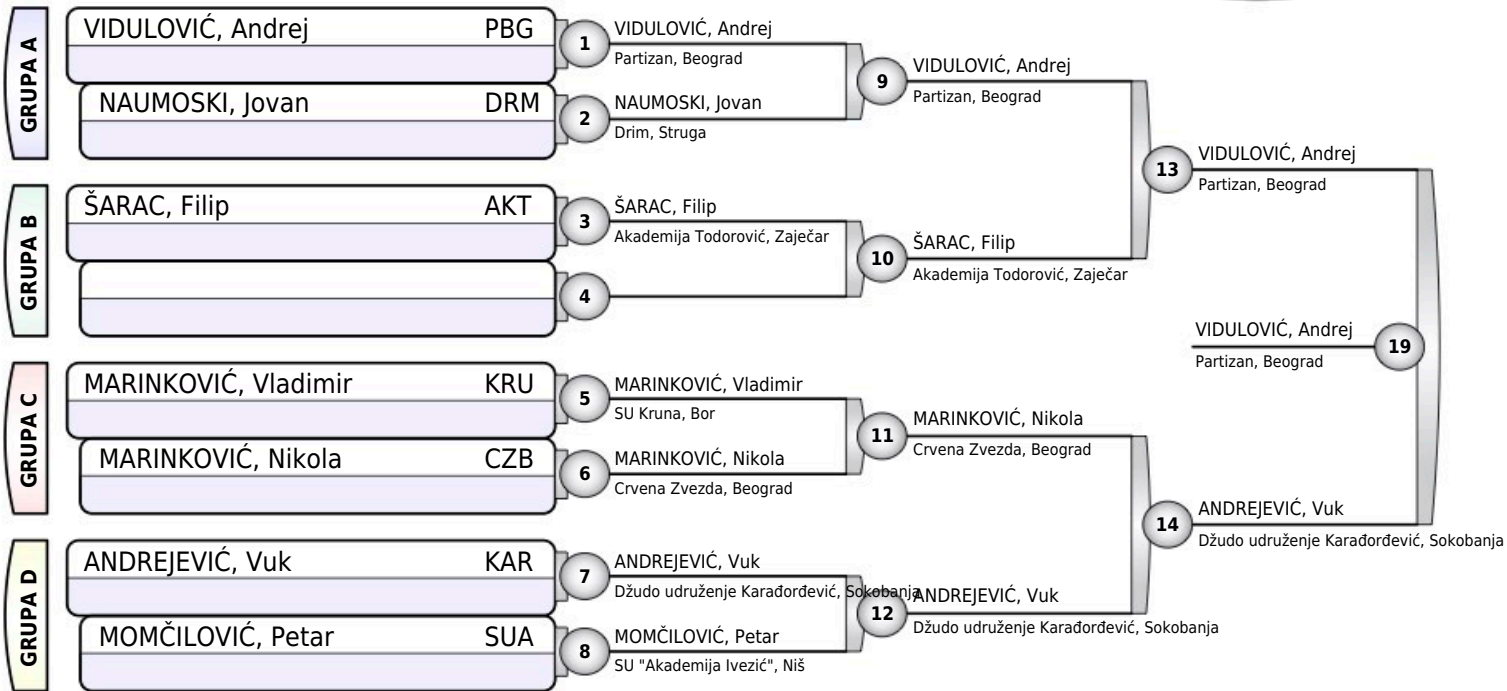 GRUPA A
VIDULOVIĆ, Andrej PBG
NAUMOSKI, Jovan DRM
1
VIDULOVIĆ, Andrej
Partizan, Beograd
2
NAUMOSKI, Jovan
Drim, Struga
9
VIDULOVIĆ, Andrej
Partizan, Beograd
GRUPA B
ŠARAC, Filip AKT
3
ŠARAC, Filip
Akademija Todorović, Zaječar
4
10
ŠARAC, Filip
Akademija Todorović, Zaječar
13
VIDULOVIĆ, Andrej
Partizan, Beograd
GRUPA C
MARINKOVIĆ, Vladimir KRU
MARINKOVIĆ, Nikola CZB
5
MARINKOVIĆ, Vladimir
SU Kruna, Bor
6
MARINKOVIĆ, Nikola
Crvena Zvezda, Beograd
11
MARINKOVIĆ, Nikola
Crvena Zvezda, Beograd
GRUPA D
ANDREJEVIĆ, Vuk KAR
MOMČILOVIĆ, Petar SUA
7
ANDREJEVIĆ, Vuk
Džudo udruženje Karađorđević, Sokobanja
8
MOMČILOVIĆ, Petar
SU "Akademija Ivezić", Niš
12
ANDREJEVIĆ, Vuk
Džudo udruženje Karađorđević, Sokobanja
14
ANDREJEVIĆ, Vuk
Džudo udruženje Karađorđević, Sokobanja
VIDULOVIĆ, Andrej
Partizan, Beograd
19